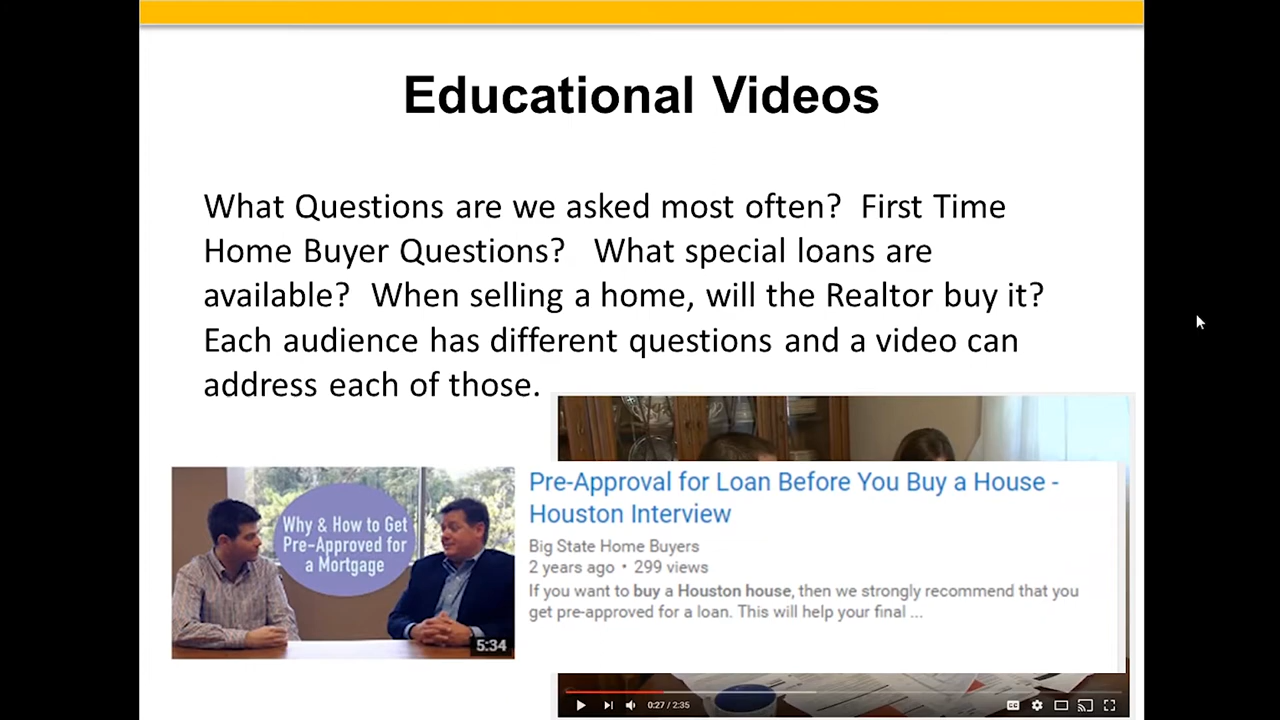 Educational Videos
What Questions are we asked most often? First Time
Home Buyer Questions? What special loans are
available? When selling a home, will the Realtor buy it?
Each audience has different questions and a video can
address each of those.
Why & How to Get
Pre-Approved for
a Mortgage
5:34
Pre-Approval for Loan Before You Buy a House -
Houston Interview
Big State Home Buyers
2 years ago • 299 views
If you want to buy a Houston house, then we strongly recommend that you
get pre-approved for a loan. This will help your final ...
0:27 / 2:35
CC